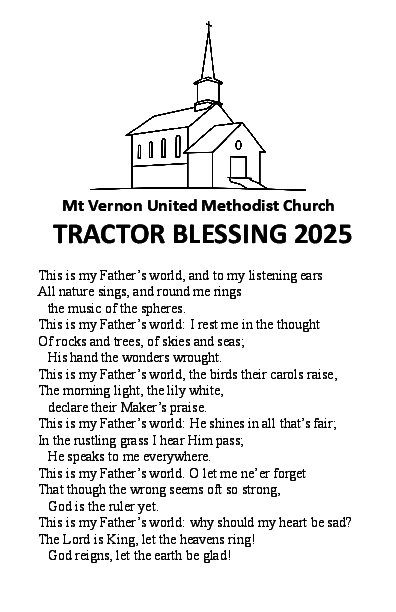 Mt Vernon United Methodist Church
TRACTOR BLESSING 2025
This is my Father's world, and to my listening ears
All nature sings, and round me rings
the music of the spheres.
This is my Father's world: I rest me in the thought
Of rocks and trees, of skies and seas;
His hand the wonders wrought.
This is my Father's world, the birds their carols raise,
The morning light, the lily white,
declare their Maker's praise.
This is my Father's world: He shines in all that's fair;
In the rustling grass I hear Him pass;
He speaks to me everywhere.
This is my Father's world. O let me ne'er forget
That though the wrong seems oft so strong,
God is the ruler yet.
This is my Father's world: why should my heart be sad?
The Lord is King, let the heavens ring!
God reigns, let the earth be glad!